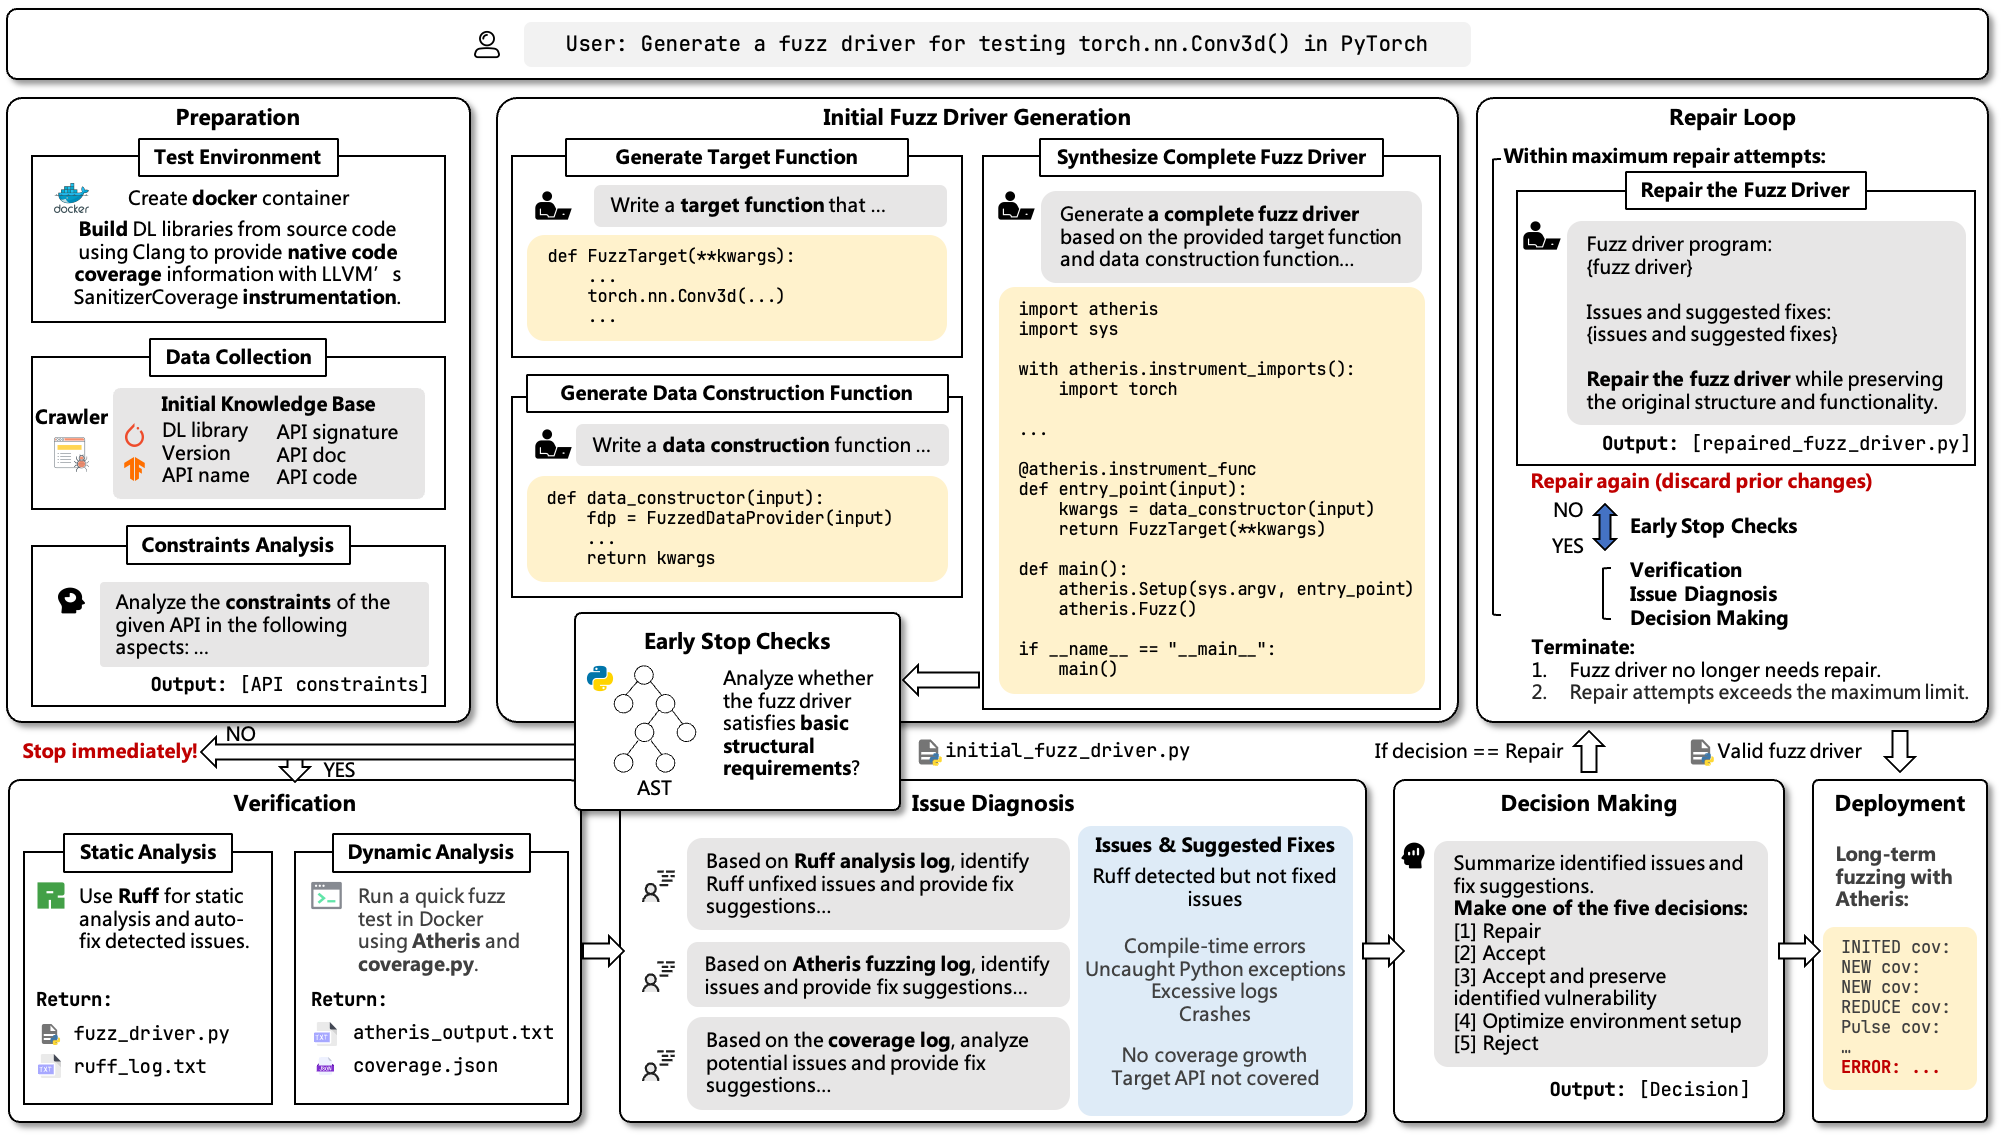 User: Generate a fuzz driver for testing torch.nn.Conv3d() in PyTorch
Preparation
Test Environment
docker
Create docker container
Build DL libraries from source code
using Clang to provide native code
coverage information with LLVM's
SanitizerCoverage instrumentation.
Data Collection
Crawler
Initial Knowledge Base
DL library
Version
API name
API signature
API doc
API code
Constraints Analysis
Analyze the constraints of the
given API in the following
aspects: ...
Output: [API constraints]
Initial Fuzz Driver Generation
Generate Target Function
Write a target function that ...
def FuzzTarget(**kwargs):
    ...
    torch.nn.Conv3d(...)
    ...
Generate Data Construction Function
Write a data construction function ...
def data_constructor(input):
    fdp = FuzzedDataProvider(input)
    ...
    return kwargs
Synthesize Complete Fuzz Driver
Generate a complete fuzz driver
based on the provided target function
and data construction function...
import atheris
import sys
with atheris.instrument_imports():
    import torch
...
@atheris.instrument_func
def entry_point(input):
    kwargs = data_constructor(input)
    return FuzzTarget(**kwargs)
def main():
    atheris.Setup(sys.argv, entry_point)
    atheris.Fuzz()
if __name__ == "__main__":
    main()
Early Stop Checks
AST
Analyze whether
the fuzz driver
satisfies basic
structural
requirements?
NO
Stop immediately!
YES
initial_fuzz_driver.py
Repair Loop
Within maximum repair attempts:
Repair the Fuzz Driver
Fuzz driver program:
{fuzz driver}
Issues and suggested fixes:
{issues and suggested fixes}
Repair the fuzz driver while preserving
the original structure and functionality.
Output: [repaired_fuzz_driver.py]
Repair again (discard prior changes)
NO
YES
Early Stop Checks
Verification
Issue Diagnosis
Decision Making
Terminate:
1. Fuzz driver no longer needs repair.
2. Repair attempts exceeds the maximum limit.
If decision == Repair
Valid fuzz driver
Verification
Static Analysis
Use Ruff for static
analysis and auto-
fix detected issues.
Return:
fuzz_driver.py
TXT
ruff_log.txt
Dynamic Analysis
Run a quick fuzz
test in Docker
using Atheris and
coverage.py.
Return:
TXT
atheris_output.txt
JSON
coverage.json
Issue Diagnosis
Based on Ruff analysis log, identify
Ruff unfixed issues and provide fix
suggestions...
Based on Atheris fuzzing log, identify
issues and provide fix suggestions...
Based on the coverage log, analyze
potential issues and provide fix
suggestions...
Issues & Suggested Fixes
Ruff detected but not fixed
issues
Compile-time errors
Uncaught Python exceptions
Excessive logs
Crashes
No coverage growth
Target API not covered
Decision Making
Summarize identified issues and
fix suggestions.
Make one of the five decisions:
[1] Repair
[2] Accept
[3] Accept and preserve
identified vulnerability
[4] Optimize environment setup
[5] Reject
Output: [Decision]
Deployment
Long-term
fuzzing with
Atheris:
INITED cov:
NEW cov:
NEW cov:
REDUCE cov:
Pulse cov:
…
ERROR: ...